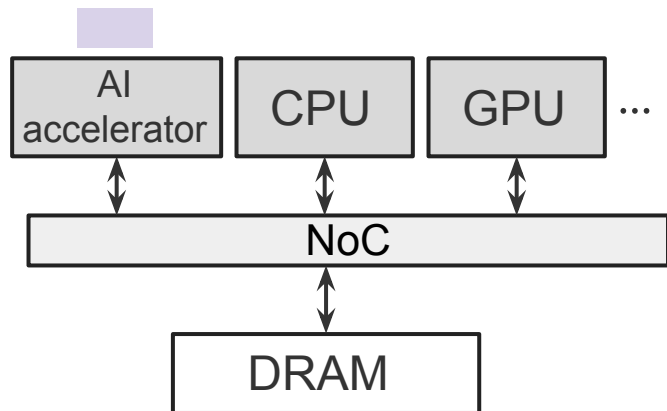 AI
accelerator
CPU
GPU
...
NoC
DRAM